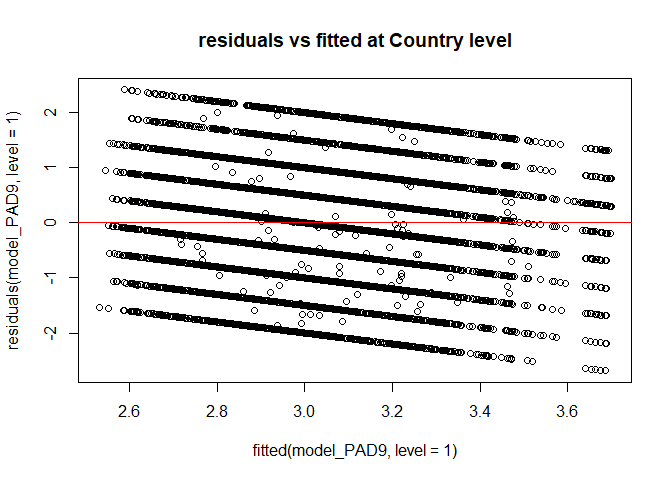 residuals vs fitted at Country level
residuals(model_PAD9, level = 1)
2
1
0
-1
-2
2.6 2.8 3.0 3.2 3.4 3.6
fitted(model_PAD9, level = 1)